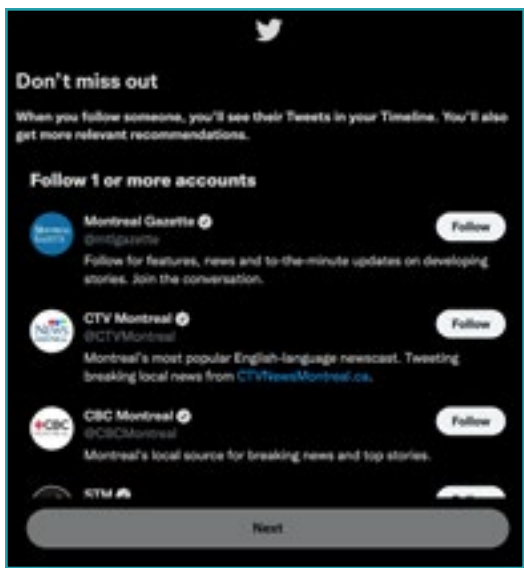 Don't miss out
When you follow someone, you'll see their Tweets in your Timeline. You'll also
get more relevant recommendations.
Follow 1 or more accounts
Montreal Gazette
Follow
@mtlgazette
Follow for features, news and to-the-minute updates on developing
stories. Join the conversation.
CTV Montreal
Follow
@CTVMontreal
Montreal's most popular English-language newscast. Tweeting
breaking local news from CTVNewsMontreal.ca.
CBC Montreal
Follow
@CBCMontreal
Montreal's local source for breaking news and top stories.
STM
Next